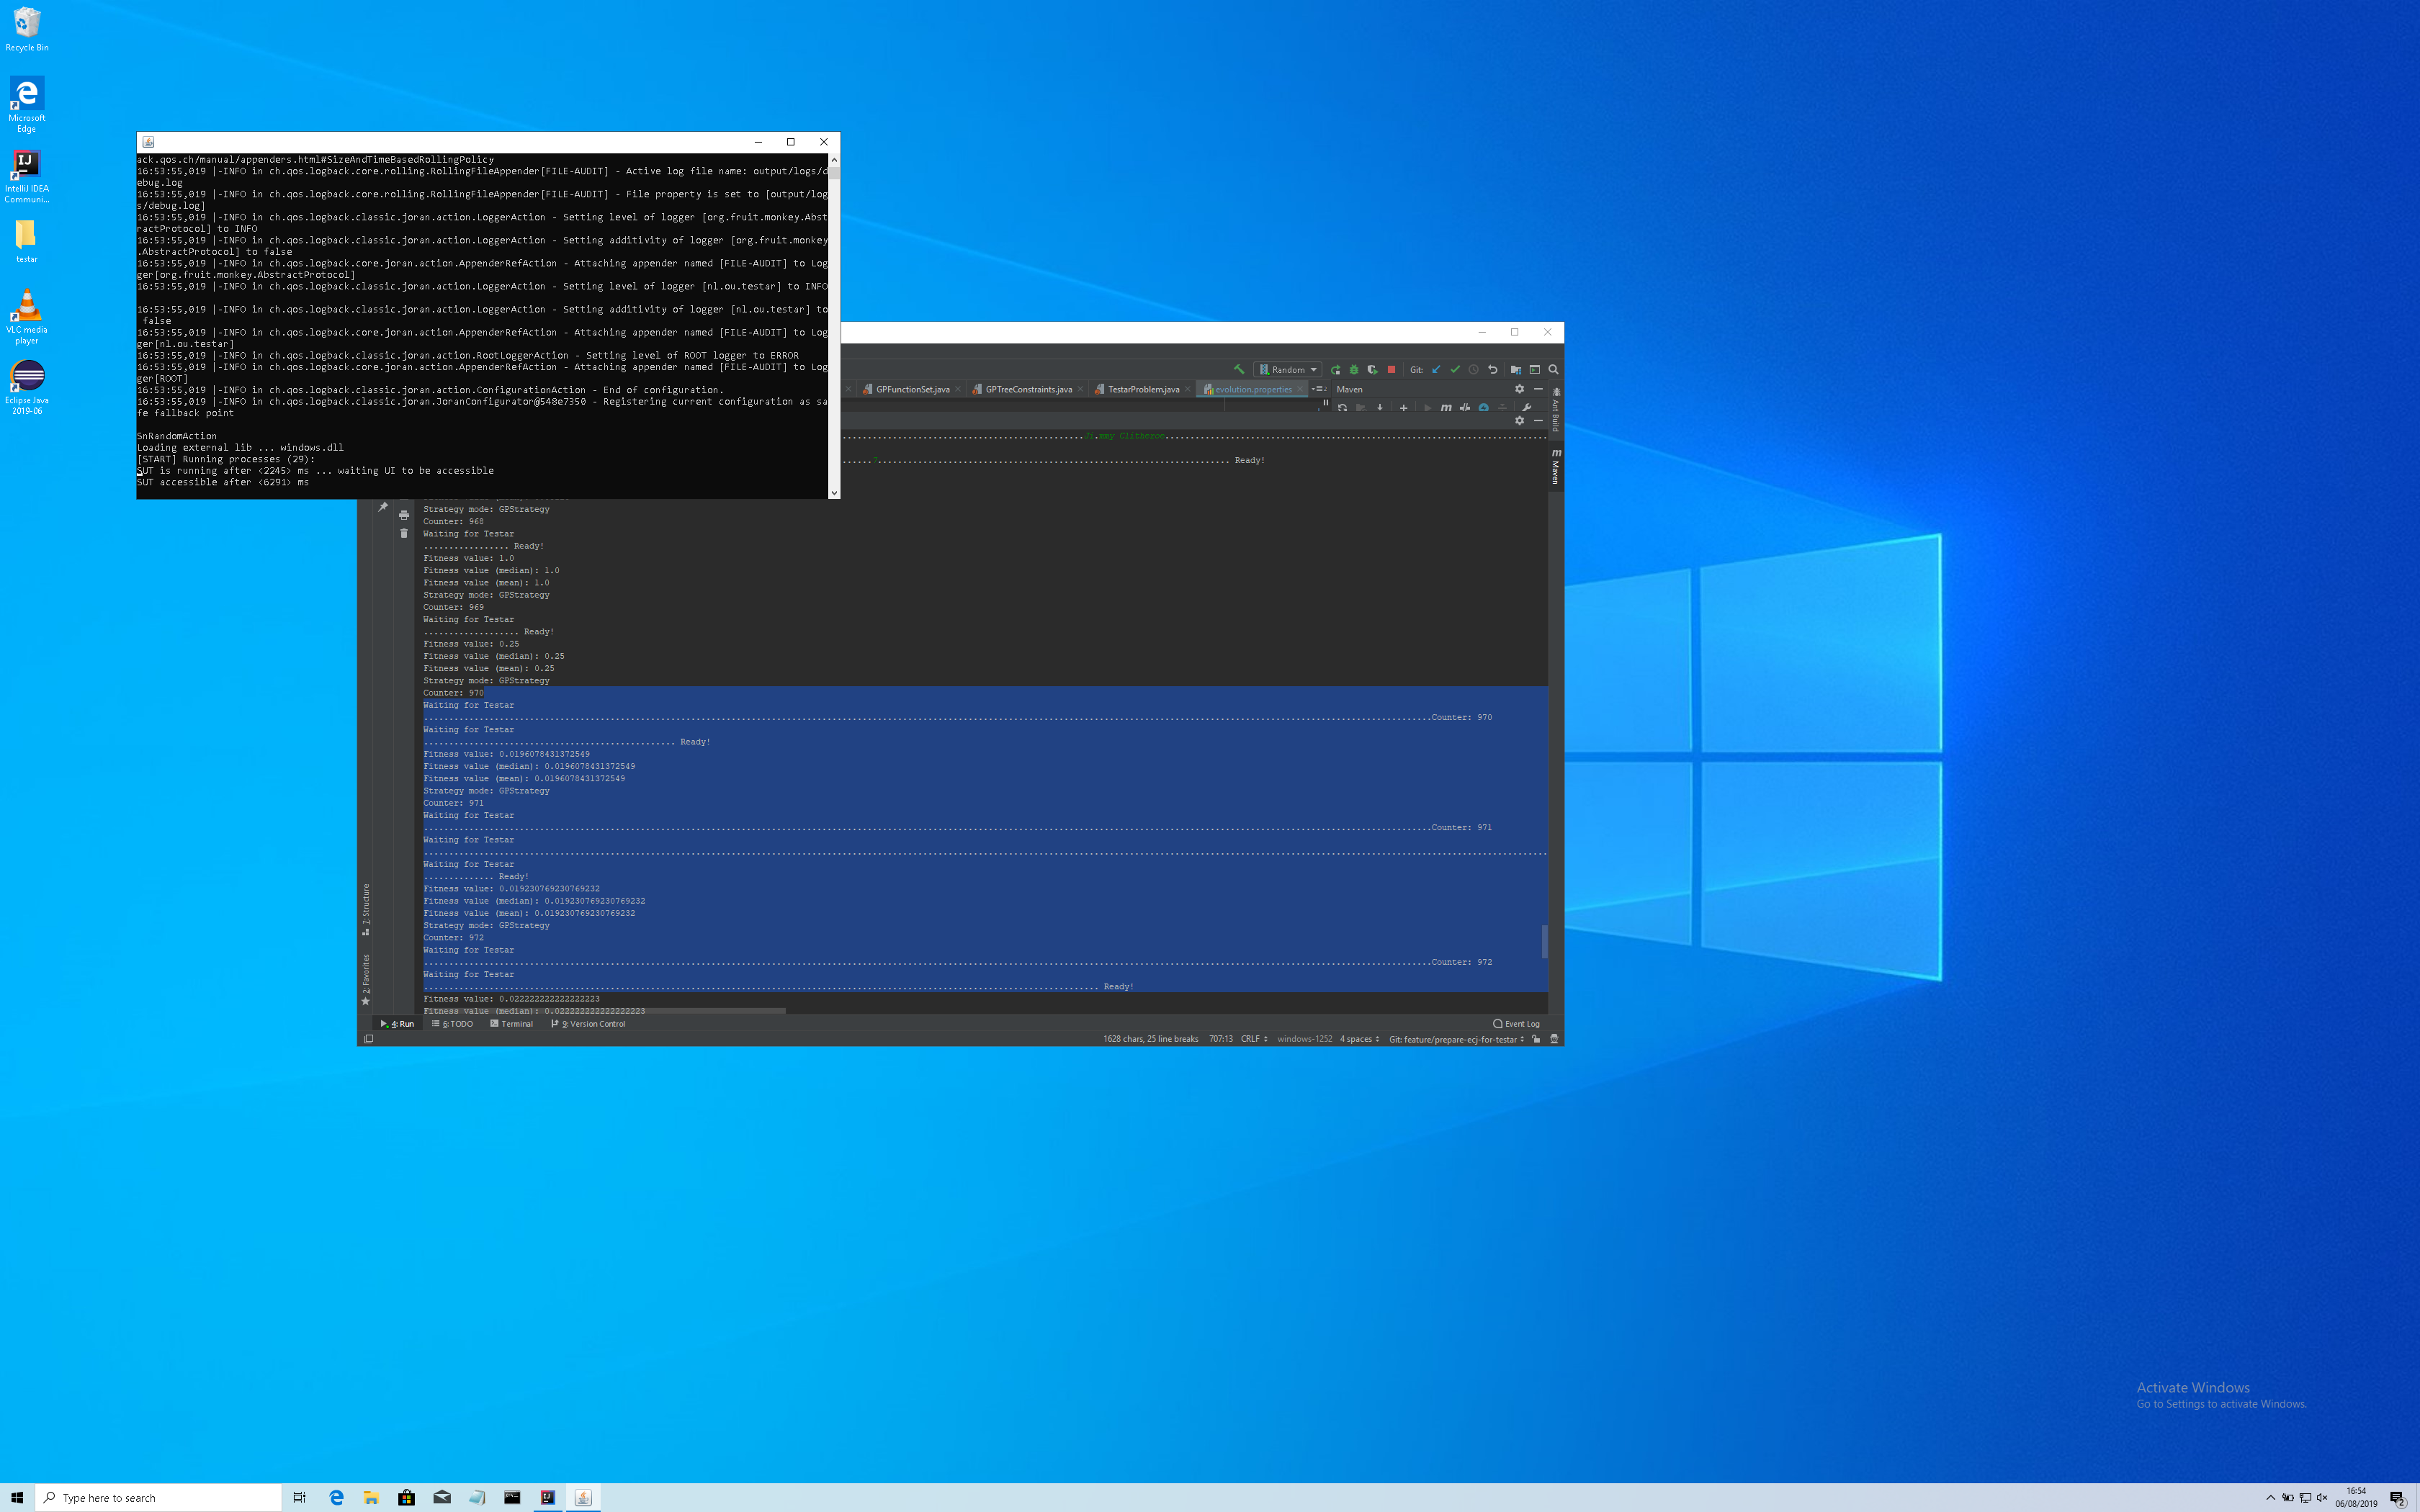 Recycle Bin
Microsoft
Edge
IntelliJ IDEA
Communi...
testar
VLC media
player
Eclipse Java
2019-06
ack.qos.ch/manual/appenders.html#SizeAndTimeBasedRollingPolicy
16:53:55,019 |-INFO in ch.qos.logback.core.rolling.RollingFileAppender[FILE-AUDIT] - Active log file name: output/logs/d
ebug.log
16:53:55,019 |-INFO in ch.qos.logback.core.rolling.RollingFileAppender[FILE-AUDIT] - File property is set to [output/log
s/debug.log]
16:53:55,019 |-INFO in ch.qos.logback.classic.joran.action.LoggerAction - Setting level of logger [org.fruit.monkey.Abst
ractProtocol] to INFO
16:53:55,019 |-INFO in ch.qos.logback.classic.joran.action.LoggerAction - Setting additivity of logger [org.fruit.monkey
.AbstractProtocol] to false
16:53:55,019 |-INFO in ch.qos.logback.core.joran.action.AppenderRefAction - Attaching appender named [FILE-AUDIT] to Log
ger[org.fruit.monkey.AbstractProtocol]
16:53:55,019 |-INFO in ch.qos.logback.classic.joran.action.LoggerAction - Setting level of logger [nl.ou.testar] to INFO
16:53:55,019 |-INFO in ch.qos.logback.classic.joran.action.LoggerAction - Setting additivity of logger [nl.ou.testar] to
false
16:53:55,019 |-INFO in ch.qos.logback.core.joran.action.AppenderRefAction - Attaching appender named [FILE-AUDIT] to Log
ger[nl.ou.testar]
16:53:55,019 |-INFO in ch.qos.logback.classic.joran.action.RootLoggerAction - Setting level of ROOT logger to ERROR
16:53:55,019 |-INFO in ch.qos.logback.core.joran.action.AppenderRefAction - Attaching appender named [FILE-AUDIT] to Log
ger[ROOT]
16:53:55,019 |-INFO in ch.qos.logback.classic.joran.action.ConfigurationAction - End of configuration.
16:53:55,019 |-INFO in ch.qos.logback.classic.joran.JoranConfigurator@548e7350 - Registering current configuration as sa
fe fallback point
SnRandomAction
Loading external lib ... windows.dll
[START] Running processes (29):
SUT is running after <2245> ms ... waiting UI to be accessible
SUT accessible after <6291> ms
Random Git:
GPFunctionSet.java GPTreeConstraints.java TestarProblem.java evolution.properties Maven
Ant Build
Maven
Ready!
Strategy mode: GPStrategy
Counter: 968
Waiting for Testar
................. Ready!
Fitness value: 1.0
Fitness value (median): 1.0
Fitness value (mean): 1.0
Strategy mode: GPStrategy
Counter: 969
Waiting for Testar
................... Ready!
Fitness value: 0.25
Fitness value (median): 0.25
Fitness value (mean): 0.25
Strategy mode: GPStrategy
Counter: 970
Waiting for Testar
Counter: 970
Waiting for Testar
Ready!
Fitness value: 0.0196078431372549
Fitness value (median): 0.0196078431372549
Fitness value (mean): 0.0196078431372549
Strategy mode: GPStrategy
Counter: 971
Waiting for Testar
Counter: 971
Waiting for Testar
Waiting for Testar
.............. Ready!
Fitness value: 0.019230769230769232
Fitness value (median): 0.019230769230769232
Fitness value (mean): 0.019230769230769232
Strategy mode: GPStrategy
Counter: 972
Waiting for Testar
Counter: 972
Waiting for Testar
Ready!
Fitness value: 0.022222222222222223
Fitness value (median): 0.022222222222222223
7: Structure
2: Favorites
4: Run 6: TODO Terminal 9: Version Control Event Log
1628 chars, 25 line breaks 707:13 CRLF windows-1252 4 spaces Git: feature/prepare-ecj-for-testar
Activate Windows
Go to Settings to activate Windows.
Type here to search
16:54
06/08/2019
2